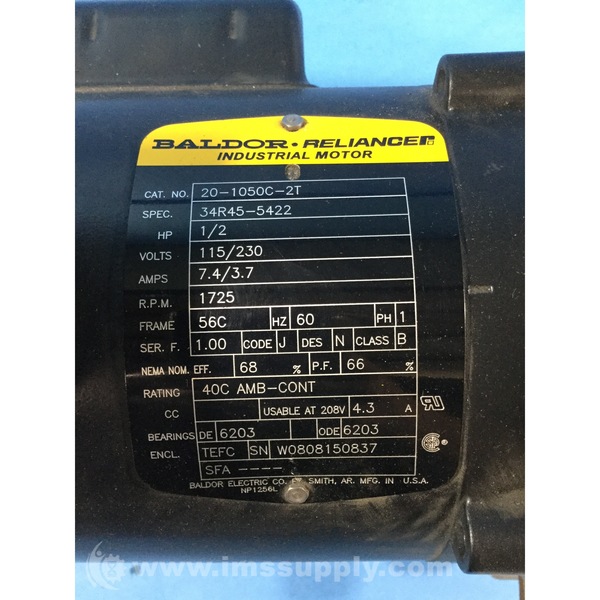 BALDOR · RELIANCER
INDUSTRIAL MOTOR
CAT. NO. 20-1050C-2T
SPEC. 34R45-5422
HP 1/2
VOLTS 115/230
AMPS 7.4/3.7
R.P.M. 1725
FRAME 56C HZ 60 PH 1
SER. F. 1.00 CODE J DES N CLASS B
NEMA NOM. EFF. 68 % P.F. 66 %
RATING 40C AMB-CONT
CC USABLE AT 208V 4.3 A
BEARINGS DE 6203 ODE 6203
ENCL. TEFC SN W0808150837
SFA ----
BALDOR ELECTRIC CO. FT. SMITH, AR. MFG. IN U.S.A.
NP1256L
www.imssupply.com